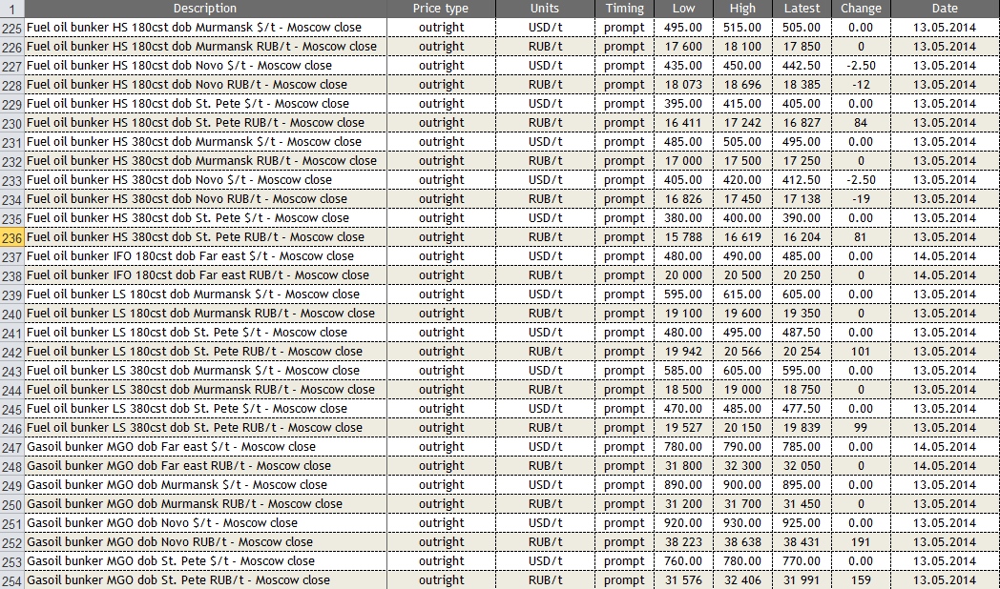 1 Description Price type Units Timing Low High Latest Change Date
225 Fuel oil bunker HS 180cst dob Murmansk $/t - Moscow close outright USD/t prompt 495.00 515.00 505.00 0.00 13.05.2014
226 Fuel oil bunker HS 180cst dob Murmansk RUB/t - Moscow close outright RUB/t prompt 17 600 18 100 17 850 0 13.05.2014
227 Fuel oil bunker HS 180cst dob Novo $/t - Moscow close outright USD/t prompt 435.00 450.00 442.50 -2.50 13.05.2014
228 Fuel oil bunker HS 180cst dob Novo RUB/t - Moscow close outright RUB/t prompt 18 073 18 696 18 385 -12 13.05.2014
229 Fuel oil bunker HS 180cst dob St. Pete $/t - Moscow close outright USD/t prompt 395.00 415.00 405.00 0.00 13.05.2014
230 Fuel oil bunker HS 180cst dob St. Pete RUB/t - Moscow close outright RUB/t prompt 16 411 17 242 16 827 84 13.05.2014
231 Fuel oil bunker HS 380cst dob Murmansk $/t - Moscow close outright USD/t prompt 485.00 505.00 495.00 0.00 13.05.2014
232 Fuel oil bunker HS 380cst dob Murmansk RUB/t - Moscow close outright RUB/t prompt 17 000 17 500 17 250 0 13.05.2014
233 Fuel oil bunker HS 380cst dob Novo $/t - Moscow close outright USD/t prompt 405.00 420.00 412.50 -2.50 13.05.2014
234 Fuel oil bunker HS 380cst dob Novo RUB/t - Moscow close outright RUB/t prompt 16 826 17 450 17 138 -19 13.05.2014
235 Fuel oil bunker HS 380cst dob St. Pete $/t - Moscow close outright USD/t prompt 380.00 400.00 390.00 0.00 13.05.2014
236 Fuel oil bunker HS 380cst dob St. Pete RUB/t - Moscow close outright RUB/t prompt 15 788 16 619 16 204 81 13.05.2014
237 Fuel oil bunker IFO 180cst dob Far east $/t - Moscow close outright USD/t prompt 480.00 490.00 485.00 0.00 14.05.2014
238 Fuel oil bunker IFO 180cst dob Far east RUB/t - Moscow close outright RUB/t prompt 20 000 20 500 20 250 0 14.05.2014
239 Fuel oil bunker LS 180cst dob Murmansk $/t - Moscow close outright USD/t prompt 595.00 615.00 605.00 0.00 13.05.2014
240 Fuel oil bunker LS 180cst dob Murmansk RUB/t - Moscow close outright RUB/t prompt 19 100 19 600 19 350 0 13.05.2014
241 Fuel oil bunker LS 180cst dob St. Pete $/t - Moscow close outright USD/t prompt 480.00 495.00 487.50 0.00 13.05.2014
242 Fuel oil bunker LS 180cst dob St. Pete RUB/t - Moscow close outright RUB/t prompt 19 942 20 566 20 254 101 13.05.2014
243 Fuel oil bunker LS 380cst dob Murmansk $/t - Moscow close outright USD/t prompt 585.00 605.00 595.00 0.00 13.05.2014
244 Fuel oil bunker LS 380cst dob Murmansk RUB/t - Moscow close outright RUB/t prompt 18 500 19 000 18 750 0 13.05.2014
245 Fuel oil bunker LS 380cst dob St. Pete $/t - Moscow close outright USD/t prompt 470.00 485.00 477.50 0.00 13.05.2014
246 Fuel oil bunker LS 380cst dob St. Pete RUB/t - Moscow close outright RUB/t prompt 19 527 20 150 19 839 99 13.05.2014
247 Gasoil bunker MGO dob Far east $/t - Moscow close outright USD/t prompt 780.00 790.00 785.00 0.00 14.05.2014
248 Gasoil bunker MGO dob Far east RUB/t - Moscow close outright RUB/t prompt 31 800 32 300 32 050 0 14.05.2014
249 Gasoil bunker MGO dob Murmansk $/t - Moscow close outright USD/t prompt 890.00 900.00 895.00 0.00 13.05.2014
250 Gasoil bunker MGO dob Murmansk RUB/t - Moscow close outright RUB/t prompt 31 200 31 700 31 450 0 13.05.2014
251 Gasoil bunker MGO dob Novo $/t - Moscow close outright USD/t prompt 920.00 930.00 925.00 0.00 13.05.2014
252 Gasoil bunker MGO dob Novo RUB/t - Moscow close outright RUB/t prompt 38 223 38 638 38 431 191 13.05.2014
253 Gasoil bunker MGO dob St. Pete $/t - Moscow close outright USD/t prompt 760.00 780.00 770.00 0.00 13.05.2014
254 Gasoil bunker MGO dob St. Pete RUB/t - Moscow close outright RUB/t prompt 31 576 32 406 31 991 159 13.05.2014